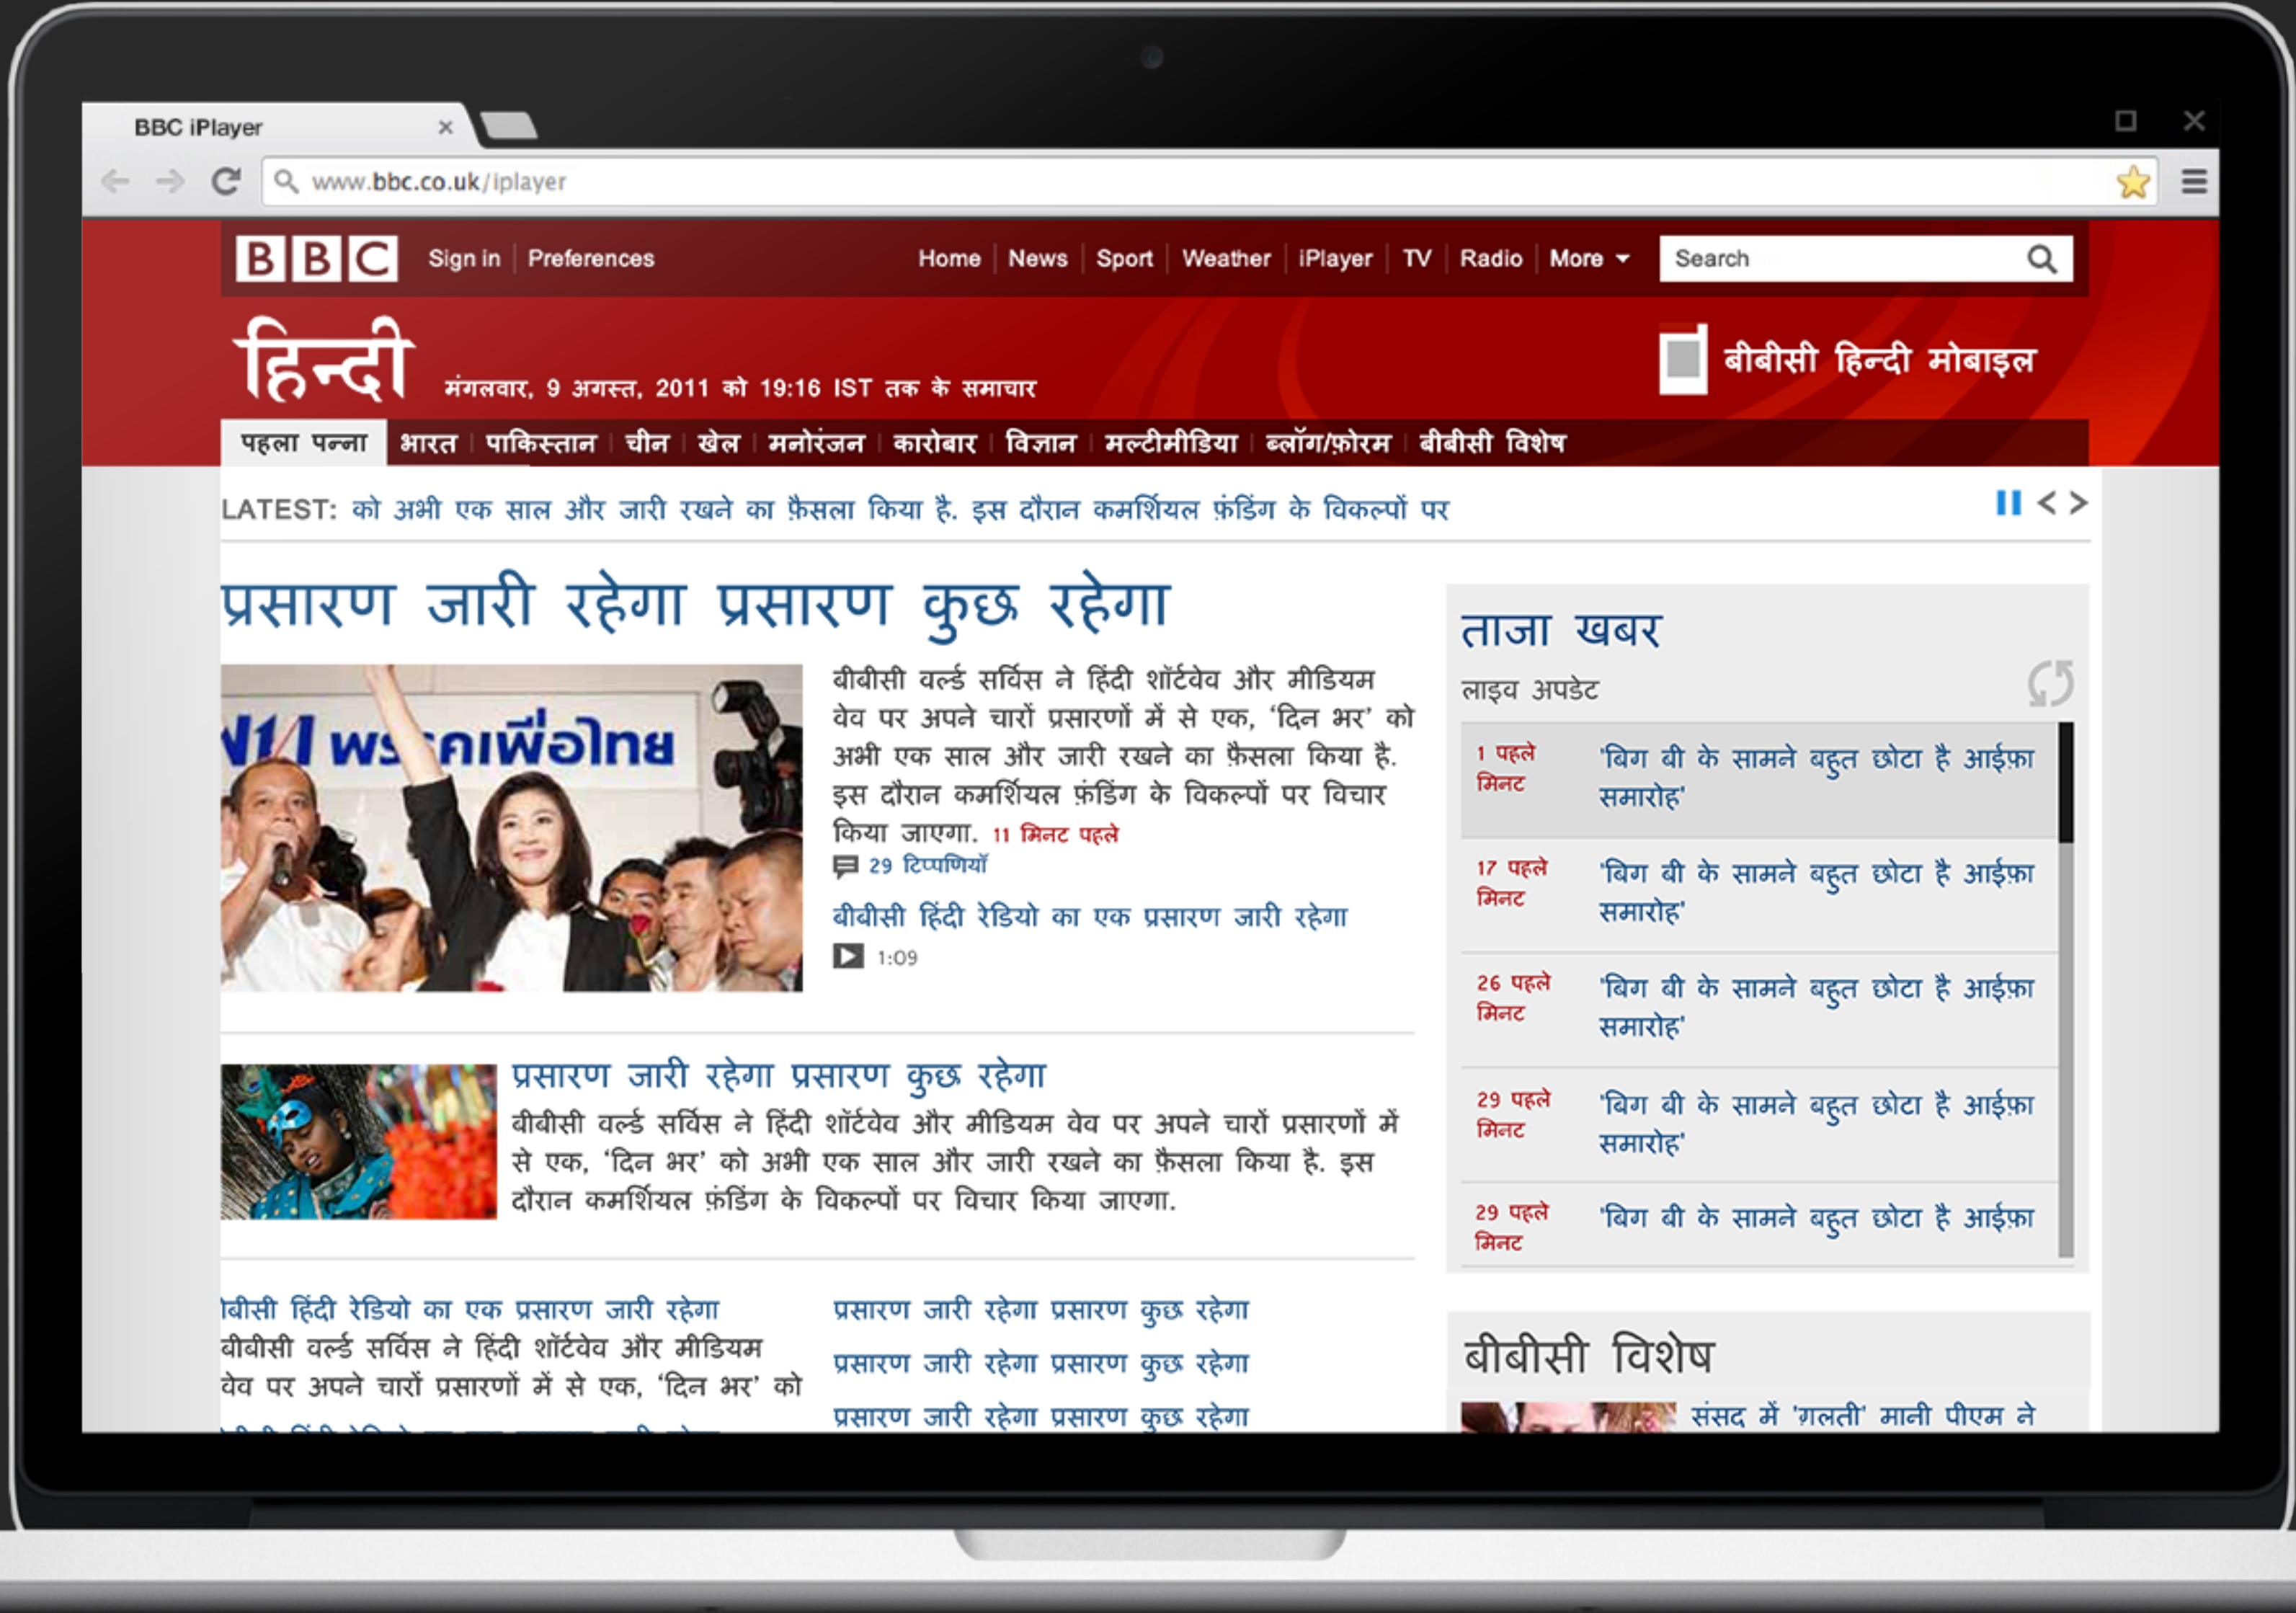 BBC iPlayer
www.bbc.co.uk/iplayer
BBC Sign in Preferences Home News Sport Weather iPlayer TV Radio More Search
हिन्दी
मंगलवार, 9 अगस्त, 2011 को 19:16 IST तक के समाचार
बीबीसी हिन्दी मोबाइल
पहला पन्ना भारत पाकिस्तान चीन खेल मनोरंजन कारोबार विज्ञान मल्टीमीडिया ब्लॉग/फ़ोरम बीबीसी विशेष
LATEST: को अभी एक साल और जारी रखने का फ़ैसला किया है. इस दौरान कमर्शियल फ़ंडिंग के विकल्पों पर
प्रसारण जारी रहेगा प्रसारण कुछ रहेगा
เพื่อไทย
बीबीसी वर्ल्ड सर्विस ने हिंदी शॉर्टवेव और मीडियम
वेव पर अपने चारों प्रसारणों में से एक, ‘दिन भर’ को
अभी एक साल और जारी रखने का फ़ैसला किया है.
इस दौरान कमर्शियल फ़ंडिंग के विकल्पों पर विचार
किया जाएगा. 11 मिनट पहले
29 टिप्पणियाँ
बीबीसी हिंदी रेडियो का एक प्रसारण जारी रहेगा
1:09
प्रसारण जारी रहेगा प्रसारण कुछ रहेगा
बीबीसी वर्ल्ड सर्विस ने हिंदी शॉर्टवेव और मीडियम वेव पर अपने चारों प्रसारणों में
से एक, ‘दिन भर’ को अभी एक साल और जारी रखने का फ़ैसला किया है. इस
दौरान कमर्शियल फ़ंडिंग के विकल्पों पर विचार किया जाएगा.
बीबीसी हिंदी रेडियो का एक प्रसारण जारी रहेगा
बीबीसी वर्ल्ड सर्विस ने हिंदी शॉर्टवेव और मीडियम
वेव पर अपने चारों प्रसारणों में से एक, ‘दिन भर’ को
प्रसारण जारी रहेगा प्रसारण कुछ रहेगा
प्रसारण जारी रहेगा प्रसारण कुछ रहेगा
प्रसारण जारी रहेगा प्रसारण कुछ रहेगा
ताजा खबर
लाइव अपडेट
1 पहले
मिनट
'बिग बी के सामने बहुत छोटा है आईफ़ा
समारोह'
17 पहले
मिनट
'बिग बी के सामने बहुत छोटा है आईफ़ा
समारोह'
26 पहले
मिनट
'बिग बी के सामने बहुत छोटा है आईफ़ा
समारोह'
29 पहले
मिनट
'बिग बी के सामने बहुत छोटा है आईफ़ा
समारोह'
29 पहले
मिनट
'बिग बी के सामने बहुत छोटा है आईफ़ा
बीबीसी विशेष
संसद में 'ग़लती' मानी पीएम ने